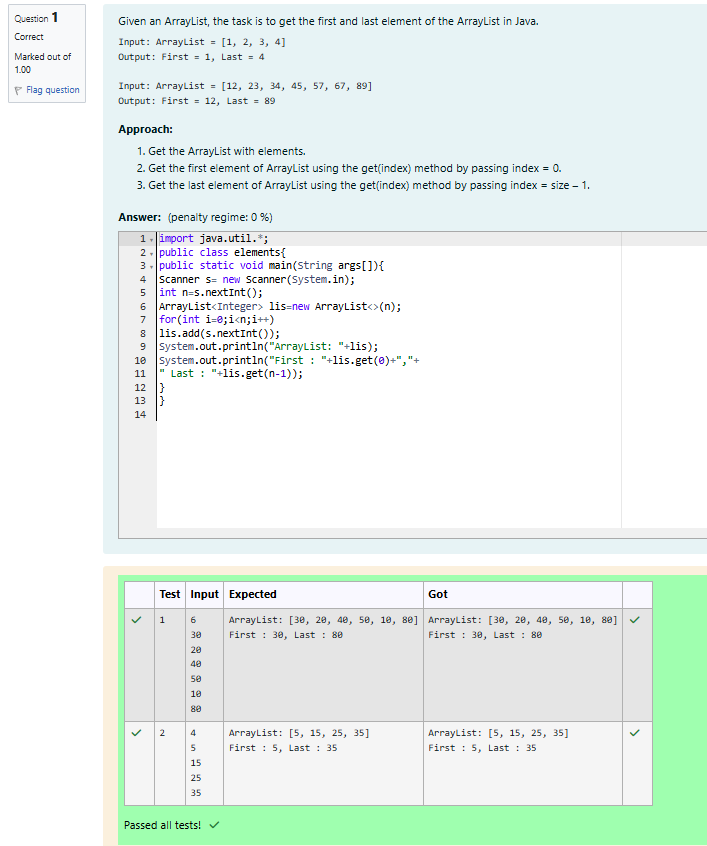 Question 1
Correct
Marked out of
1.00
Flag question
Given an ArrayList, the task is to get the first and last element of the ArrayList in Java.
Input: ArrayList = [1, 2, 3, 4]
Output: First = 1, Last = 4
Input: ArrayList = [12, 23, 34, 45, 57, 67, 89]
Output: First = 12, Last = 89
Approach:
1. Get the ArrayList with elements.
2. Get the first element of ArrayList using the get(index) method by passing index = 0.
3. Get the last element of ArrayList using the get(index) method by passing index = size – 1.
Answer: (penalty regime: 0 %)
1 import java.util.*;
2 public class elements{
3 public static void main(String args[]){
4 Scanner s= new Scanner(System.in);
5 int n=s.nextInt();
6 ArrayList<Integer> lis=new ArrayList<>(n);
7 for(int i=0;i<n;i++)
8 lis.add(s.nextInt());
9 System.out.println("ArrayList: "+lis);
10 System.out.println("First : "+lis.get(0)+","+
11 " Last : "+lis.get(n-1));
12 }
13 }
14
Test Input Expected Got
1 6 ArrayList: [30, 20, 40, 50, 10, 80] ArrayList: [30, 20, 40, 50, 10, 80]
30 First : 30, Last : 80 First : 30, Last : 80
20
40
50
10
80
2 4 ArrayList: [5, 15, 25, 35] ArrayList: [5, 15, 25, 35]
5 First : 5, Last : 35 First : 5, Last : 35
15
25
35
Passed all tests!